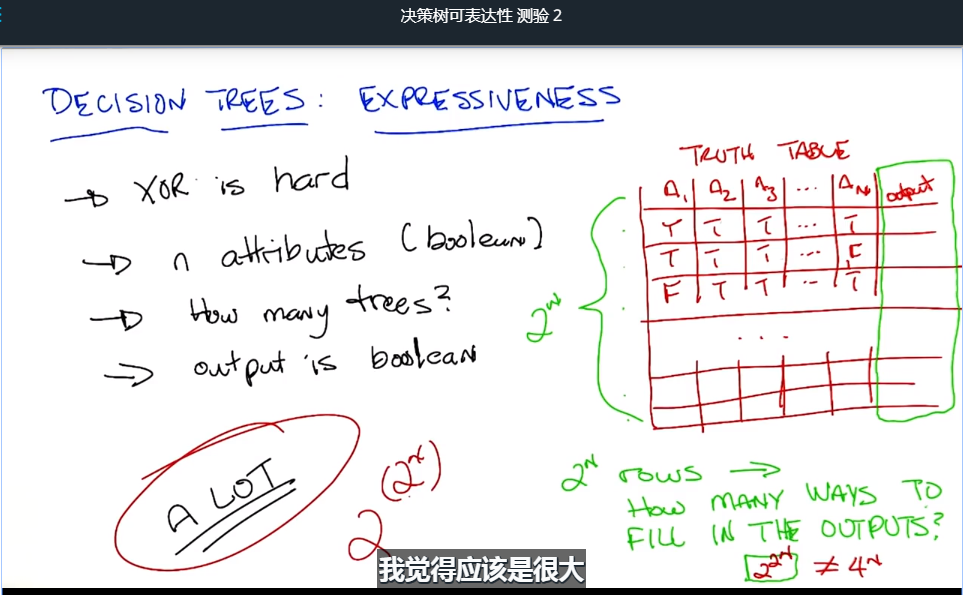 决策树可表达性 测验 2
DECISION TREES: EXPRESSIVENESS
→ XOR is hard
→ n attributes (boolean)
→ How many trees?
→ output is boolean
A LOT
2^(2^n)
TRUTH TABLE
A₁ A₂ A₃ ... A_N output
T T T ... T
T T T ... F
F T T ... T
...
2^N
2^N rows →
How MANY WAYS TO
FILL IN THE OUTPUTS?
2^2^N ≠ 4^N
我觉得应该是很大